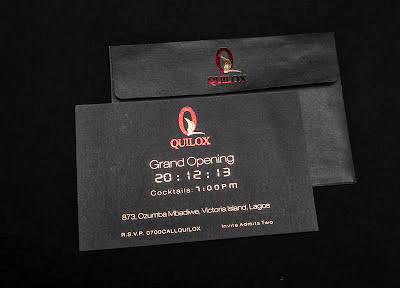 QUILOX
QUILOX
Grand Opening
20:12:13
Cocktails: 7:00PM
873, Ozumba Mbadiwe, Victoria Island, Lagos
R.S.V.P. 0700CALLQUILOX Invite Admits Two